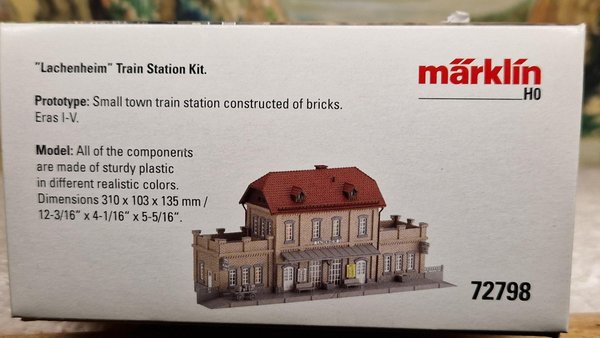 "Lachenheim" Train Station Kit.
märklin
H0
Prototype: Small town train station constructed of bricks.
Eras I-V.
Model: All of the components
are made of sturdy plastic
in different realistic colors.
Dimensions 310 x 103 x 135 mm /
12-3/16" x 4-1/16" x 5-5/16".
72798